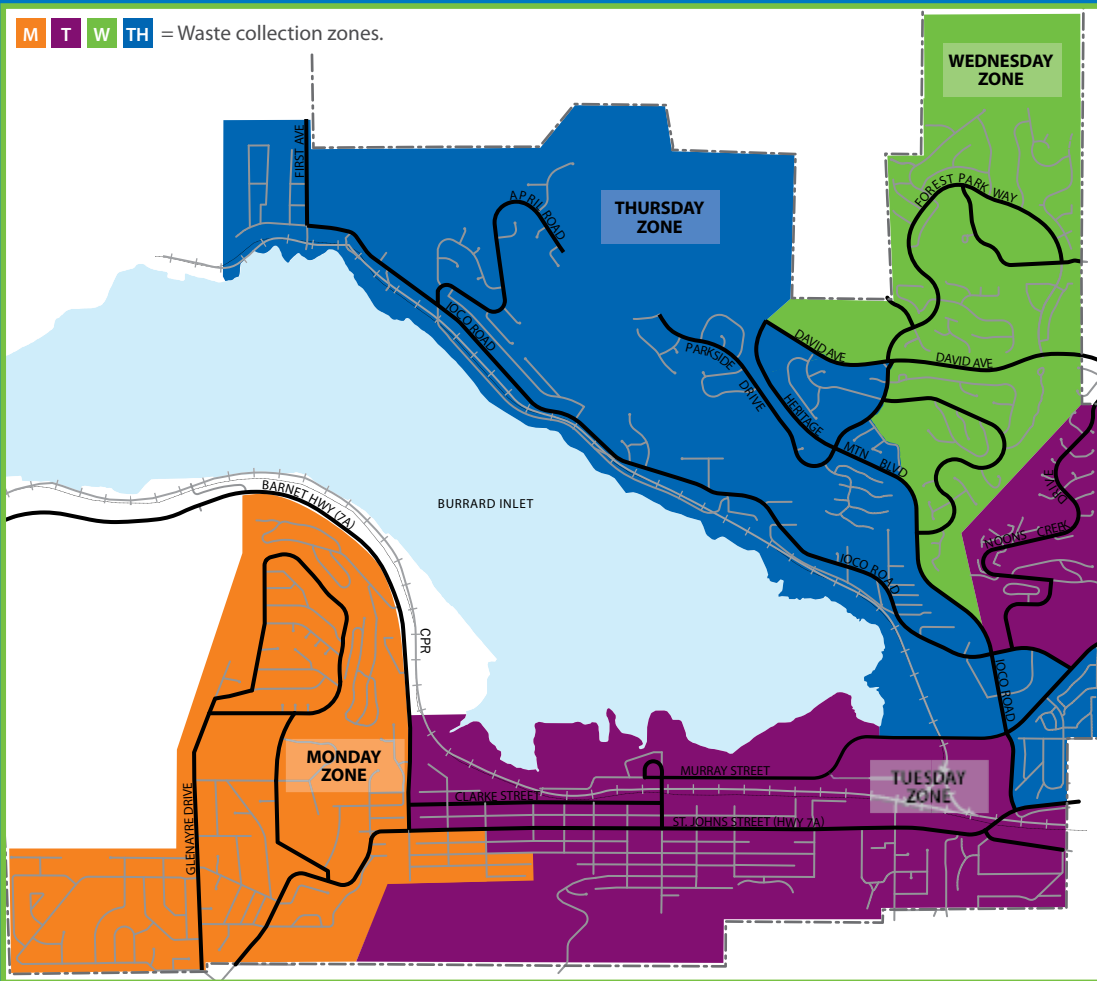 M T W TH = Waste collection zones.
WEDNESDAY
ZONE
FIRST AVE
FOREST PARK WAY
APRIL ROAD
THURSDAY
ZONE
IOCO ROAD
DAVID AVE
DAVID AVE
PARKSIDE DRIVE
HERITAGE MTN BLVD
BARNET HWY (7A)
BURRARD INLET
NOONS CREEK DRIVE
IOCO ROAD
CPR
IOCO ROAD
MONDAY
ZONE
MURRAY STREET
TUESDAY
ZONE
CLARKE STREET
ST. JOHNS STREET (HWY 7A)
GLENAYRE DRIVE